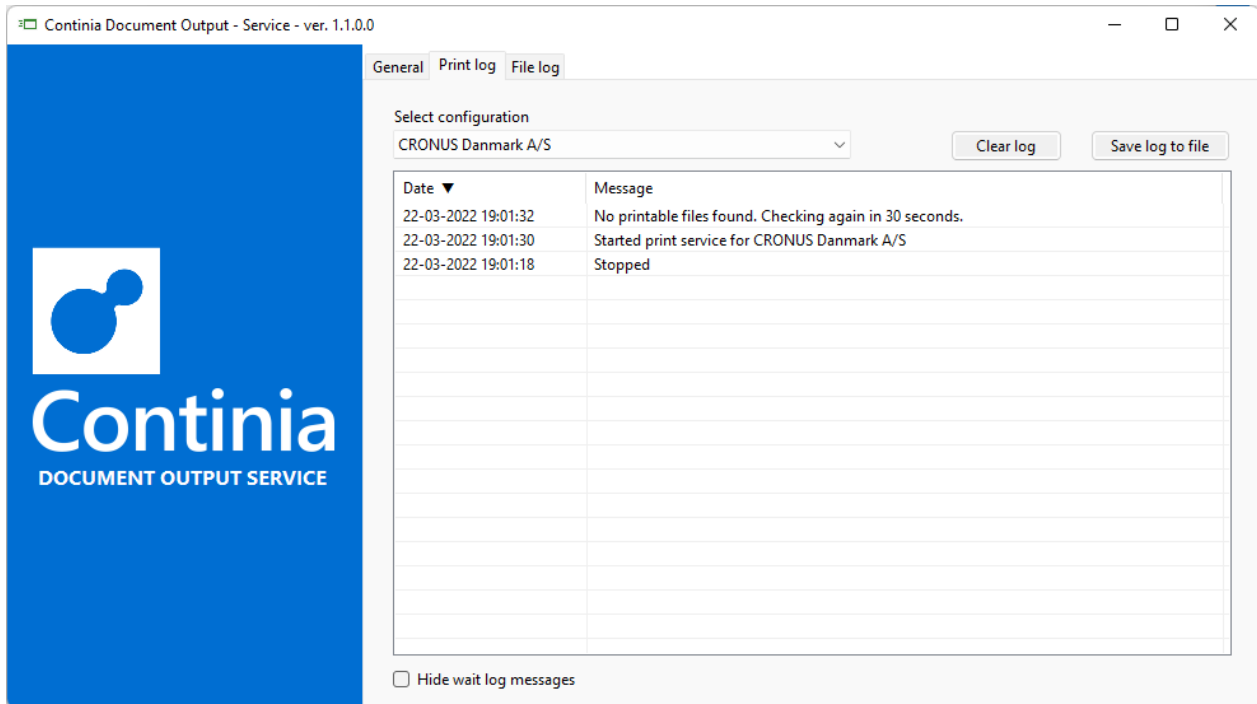 Continia Document Output - Service - ver. 1.1.0.0
General Print log File log
Select configuration
CRONUS Danmark A/S
Clear log Save log to file
Date ▼ Message
22-03-2022 19:01:32 No printable files found. Checking again in 30 seconds.
22-03-2022 19:01:30 Started print service for CRONUS Danmark A/S
22-03-2022 19:01:18 Stopped
Continia
DOCUMENT OUTPUT SERVICE
Hide wait log messages